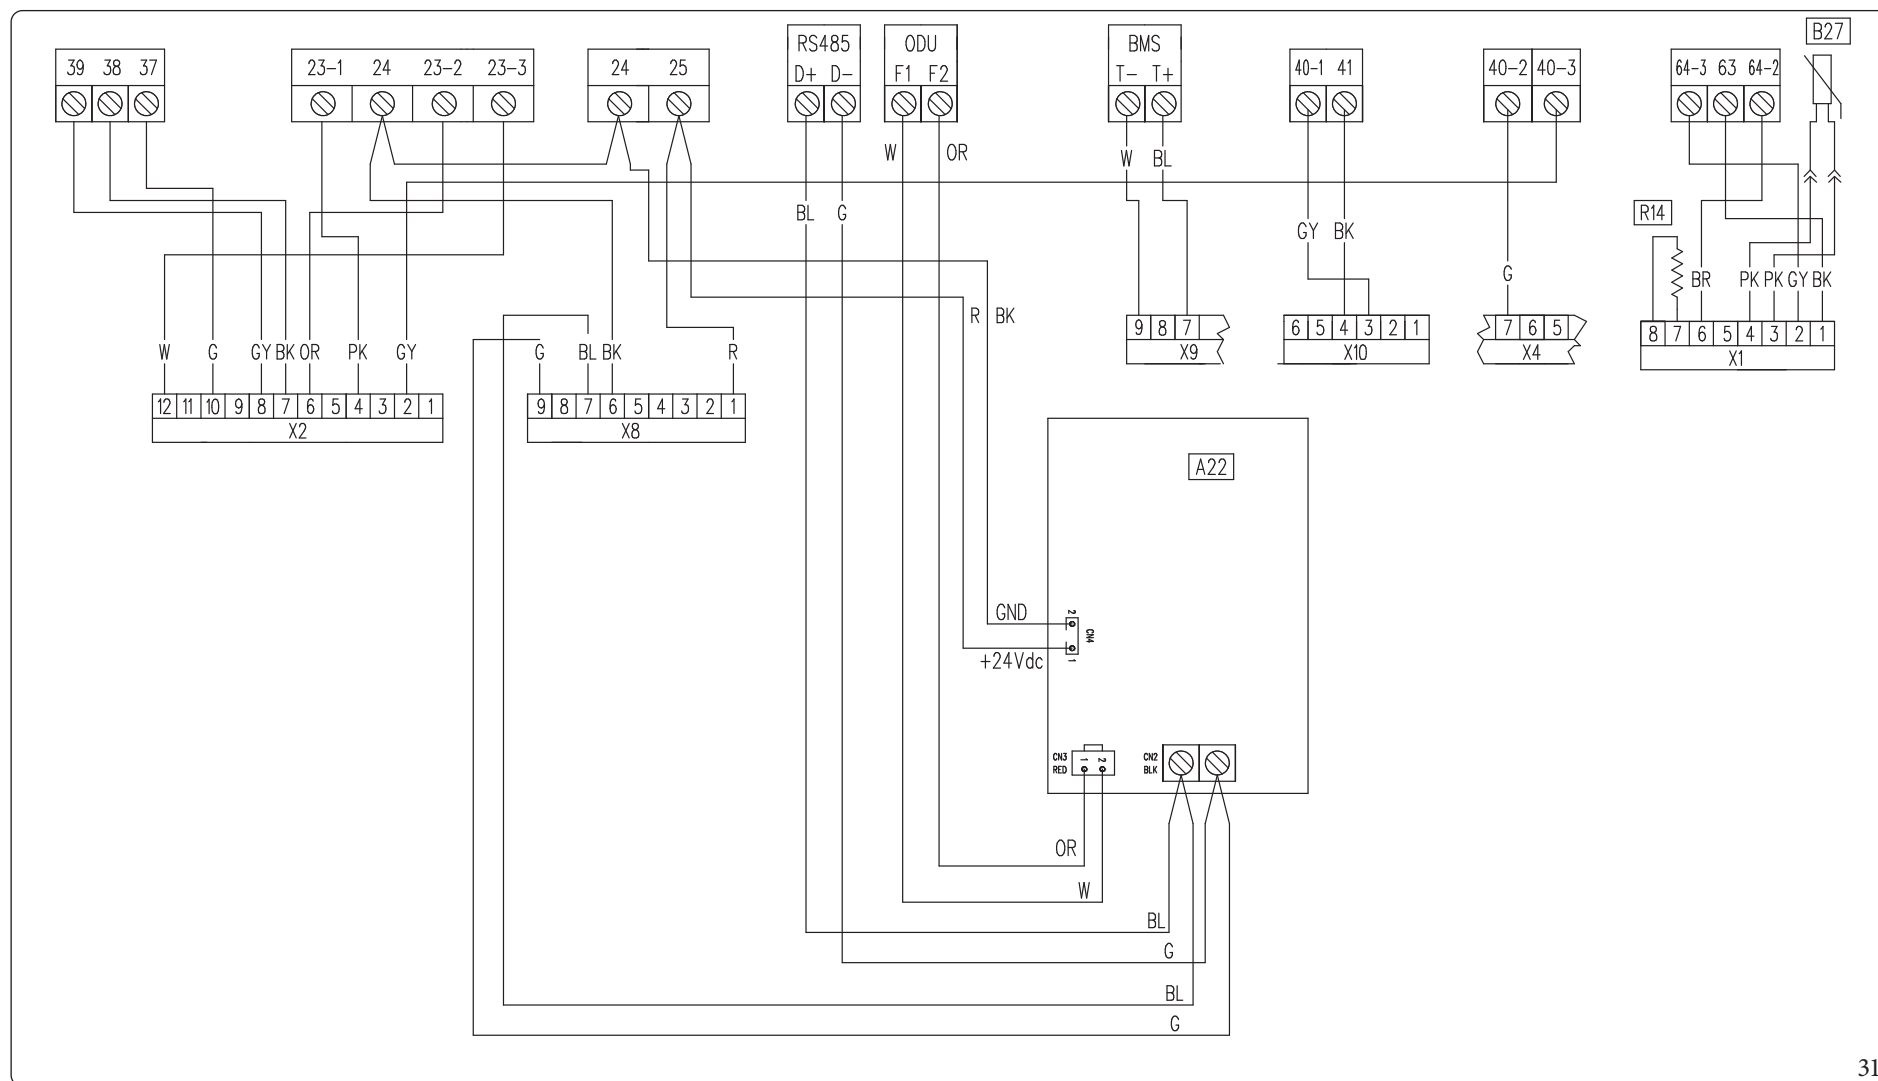 B27
RS485 ODU BMS
39 38 37 23-1 24 23-2 23-3 24 25 D+ D- F1 F2 T- T+ 40-1 41 40-2 40-3 64-3 63 64-2
W OR W BL
BL G R14
GY BK
G BR PK PK GY BK
R BK
9 8 7 6 5 4 3 2 1 7 6 5 8 7 6 5 4 3 2 1
W G GY BK OR PK GY G BL BK R X9 X10 X4 X1
12 11 10 9 8 7 6 5 4 3 2 1 9 8 7 6 5 4 3 2 1
X2 X8
A22
GND 2
CN4
+24Vdc 1
CN3 1 2 CN2
RED BLK
OR
W
BL
G
BL
G
31